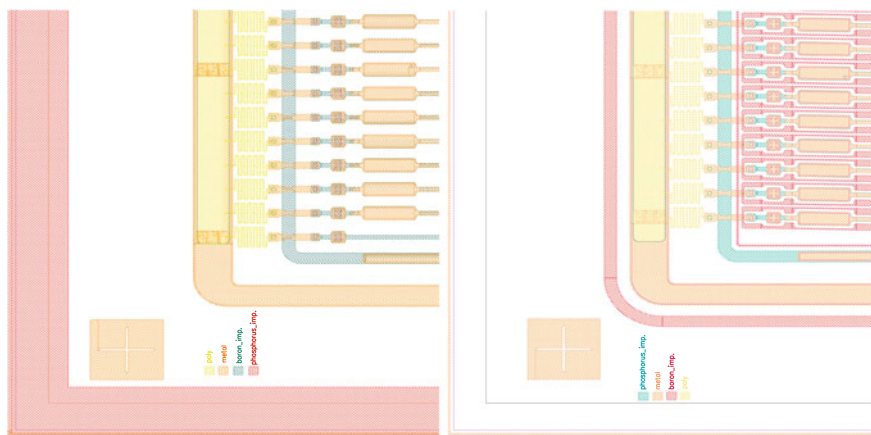 poly
metal
boron_imp.
phosphorus_imp.
phosphorus_imp.
metal
boron_imp.
poly